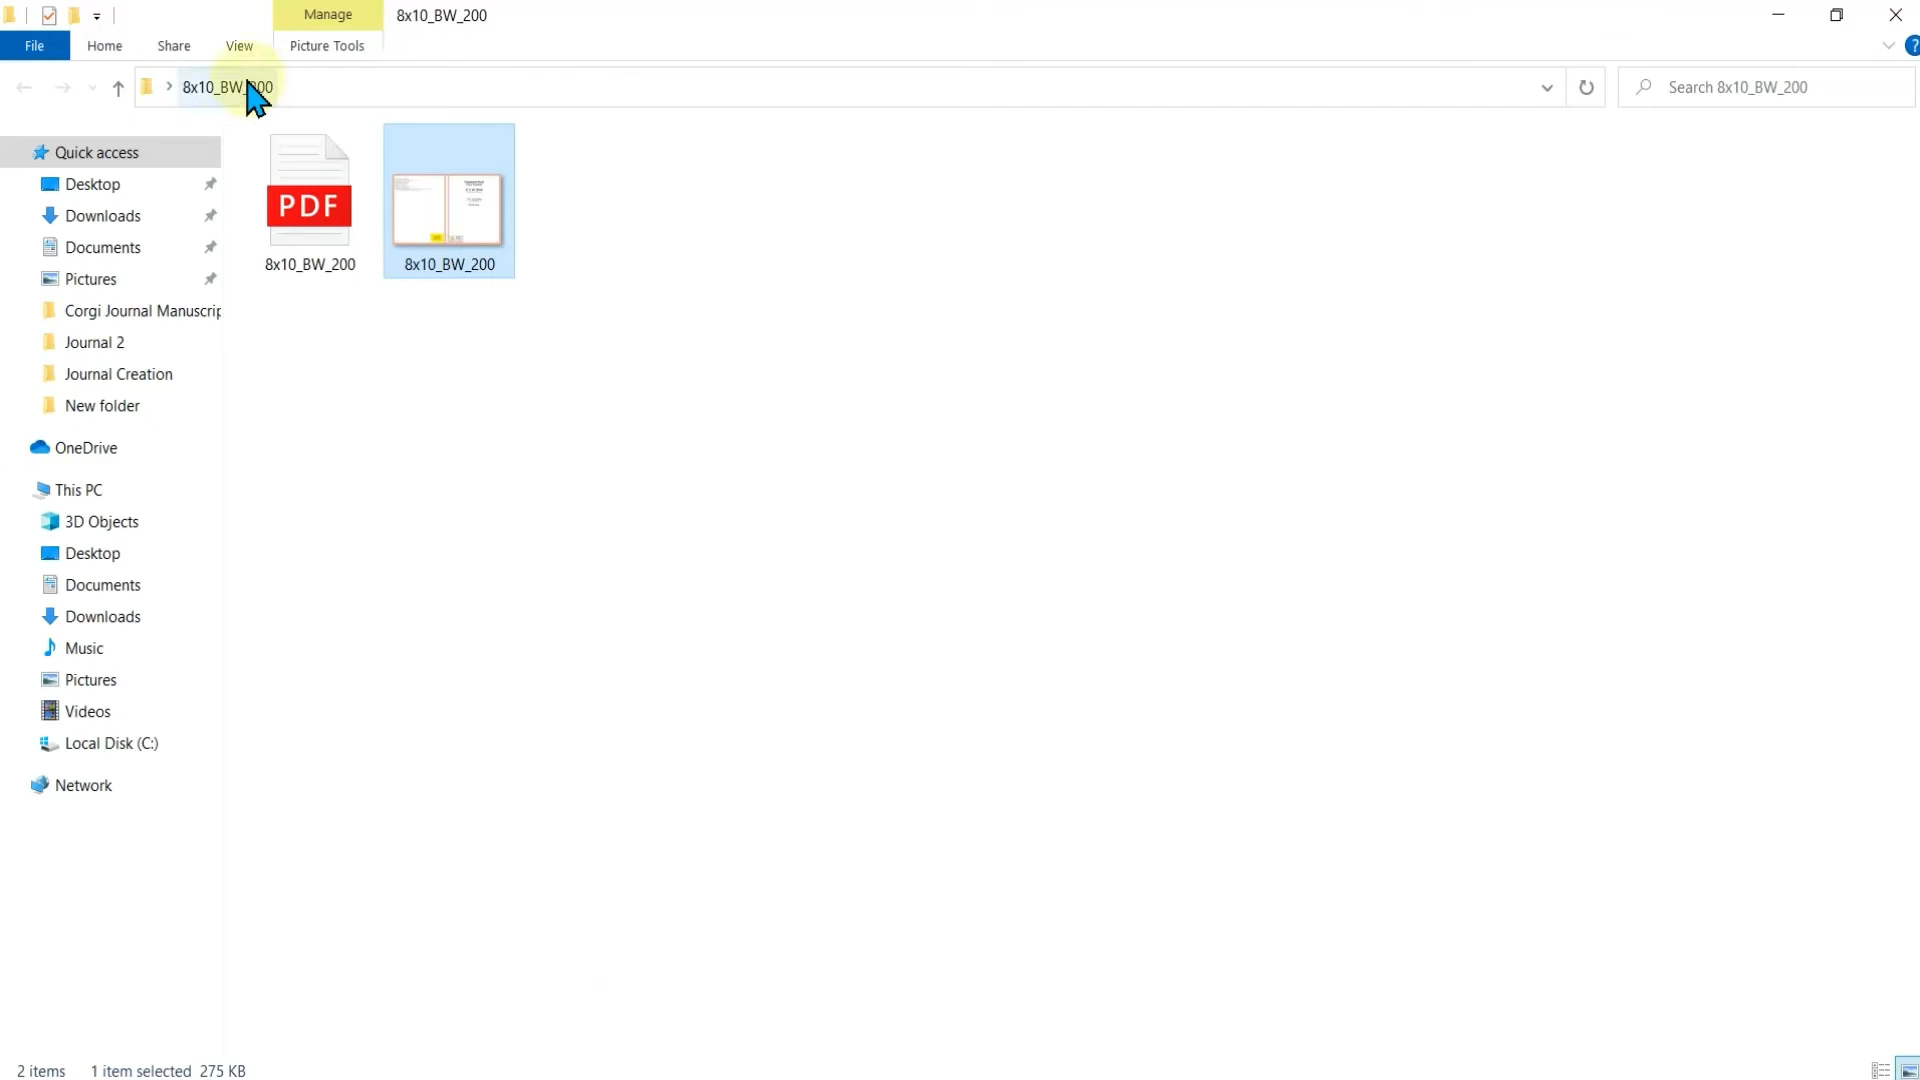 Manage
8x10_BW_200
File
Home
Share
View
Picture Tools
8x10_BW_200
Search 8x10_BW_200
Quick access
Desktop
Downloads
Documents
Pictures
Corgi Journal Manuscrip
Journal 2
Journal Creation
New folder
OneDrive
This PC
3D Objects
Desktop
Documents
Downloads
Music
Pictures
Videos
Local Disk (C:)
Network
PDF
8x10_BW_200
8x10_BW_200
2 items
1 item selected 275 KB